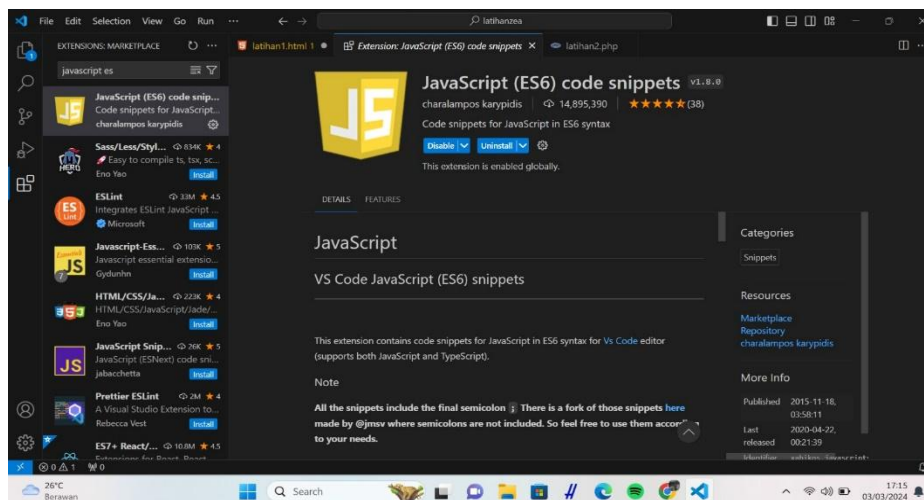 File Edit Selection View Go Run ...
latihanzea
EXTENSIONS: MARKETPLACE
latihan1.html 1
Extension: JavaScript (ES6) code snippets
latihan2.php
javascript es
JavaScript (ES6) code snip...
Code snippets for JavaScript...
charalampos karypidis
Sass/Less/Styl... 834K 4
Easy to compile ts, tsx, sc...
Eno Yao Install
ESLint 33M 4.5
Integrates ESLint JavaScript ...
Microsoft Install
Javascript-Ess... 103K 5
Javascript essential extensio...
Gydunhn Install
HTML/CSS/Ja... 223K 4
HTML/CSS/JavaScript/Jade/...
Eno Yao Install
JavaScript Snip... 26K 5
JavaScript (ESNext) code sni...
jabacchetta Install
Prettier ESLint 2M 4
A Visual Studio Extension to...
Rebecca Vest Install
ES7+ React/... 10.8M 4.5
Extensions for React, React...
JavaScript (ES6) code snippets v1.8.0
charalampos karypidis 14,895,390 (38)
Code snippets for JavaScript in ES6 syntax
Disable Uninstall
This extension is enabled globally.
DETAILS FEATURES
JavaScript
VS Code JavaScript (ES6) snippets
This extension contains code snippets for JavaScript in ES6 syntax for Vs Code editor
(supports both JavaScript and TypeScript).
Note
All the snippets include the final semicolon ; There is a fork of those snippets here
made by @jmsv where semicolons are not included. So feel free to use them according
to your needs.
Categories
Snippets
Resources
Marketplace
Repository
charalampos karypidis
More Info
Published 2015-11-18,
03:58:11
Last 2020-04-22,
released 00:21:39
Identifier xabikos.javascript:
0 1 0
26°C
Berawan
Search
17:15
03/03/2024